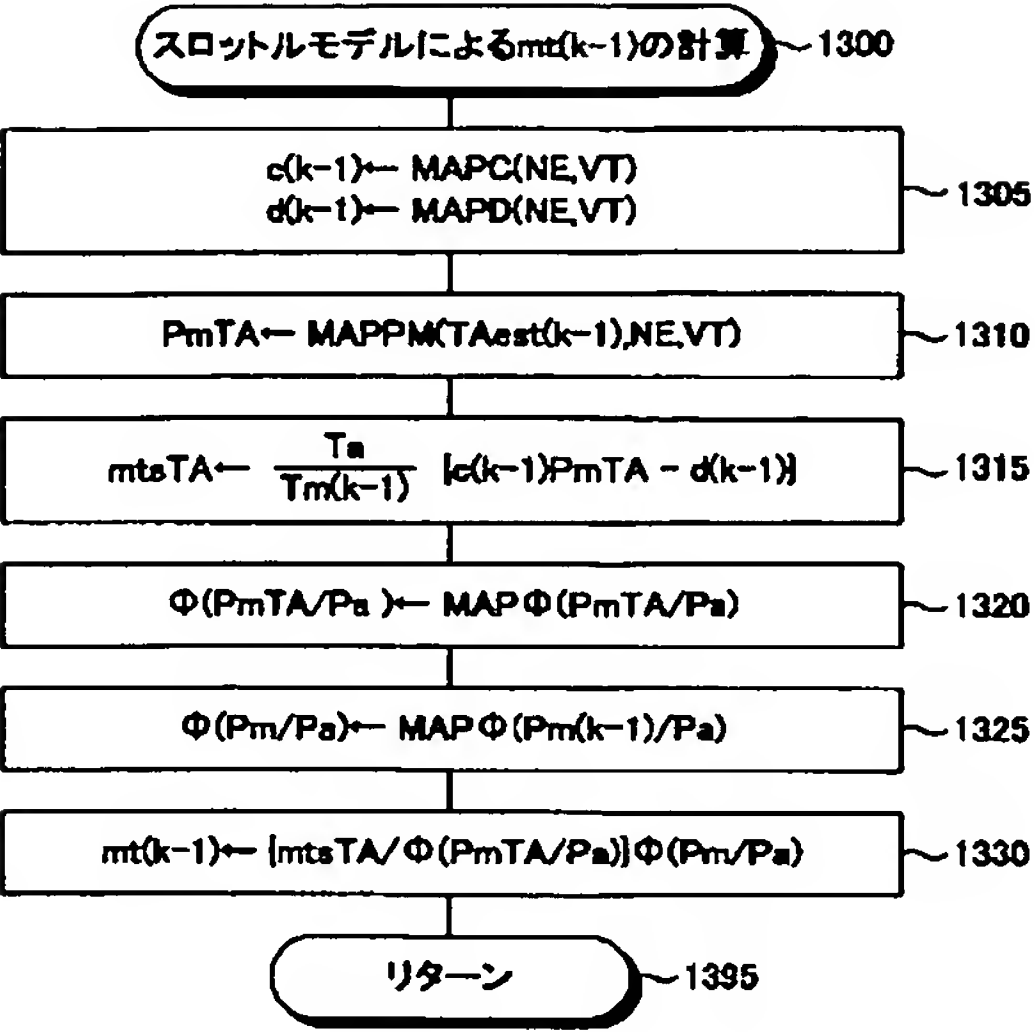 スロットルモデルによるmt(k-1)の計算 1300
c(k-1)← MAPC(NE,VT)
d(k-1)← MAPD(NE,VT)
1305
PmTA← MAPPM(TAest(k-1),NE,VT) 1310
mtsTA← Ta/Tm(k-1) {c(k-1)PmTA - d(k-1)} 1315
Φ(PmTA/Pa)← MAPΦ(PmTA/Pa) 1320
Φ(Pm/Pa)← MAPΦ(Pm(k-1)/Pa) 1325
mt(k-1)← {mtsTA/Φ(PmTA/Pa)}Φ(Pm/Pa) 1330
リターン 1395